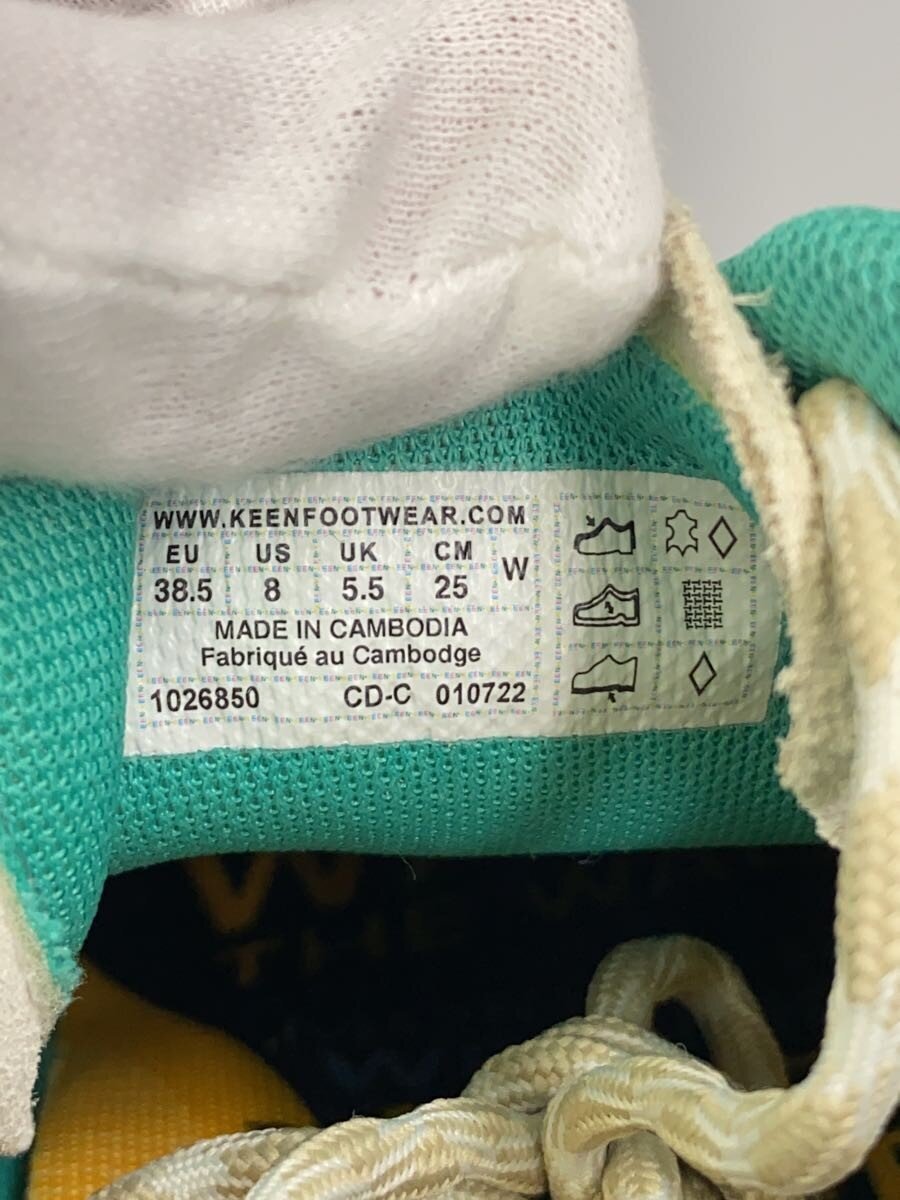 WWW.KEENFOOTWEAR.COM
EU US UK CM
38.5 8 5.5 25 W
MADE IN CAMBODIA
Fabriqué au Cambodge
1026850 CD-C 010722
THE